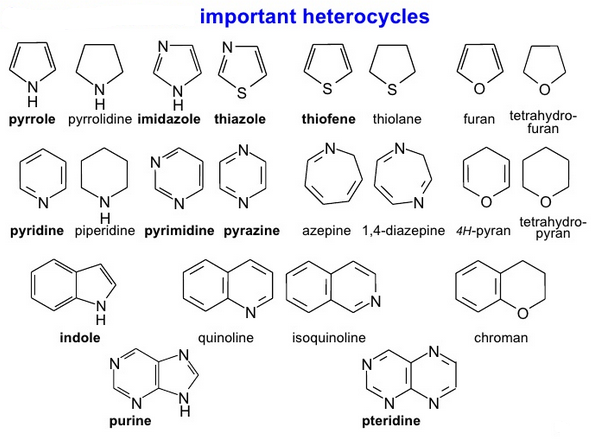 important heterocycles
N
N
N
S
S
O
O
N
H
N
H
N
H
S
pyrrole pyrrolidine imidazole thiazole thiofene thiolane furan tetrahydro-
furan
N
N
N
N
N
N
H
N
N
N
O
O
pyridine piperidine pyrimidine pyrazine azepine 1,4-diazepine 4H-pyran tetrahydro-
pyran
N
H
N
N
O
indole quinoline isoquinoline chroman
N
N
N
N
H
N
N
N
N
purine pteridine